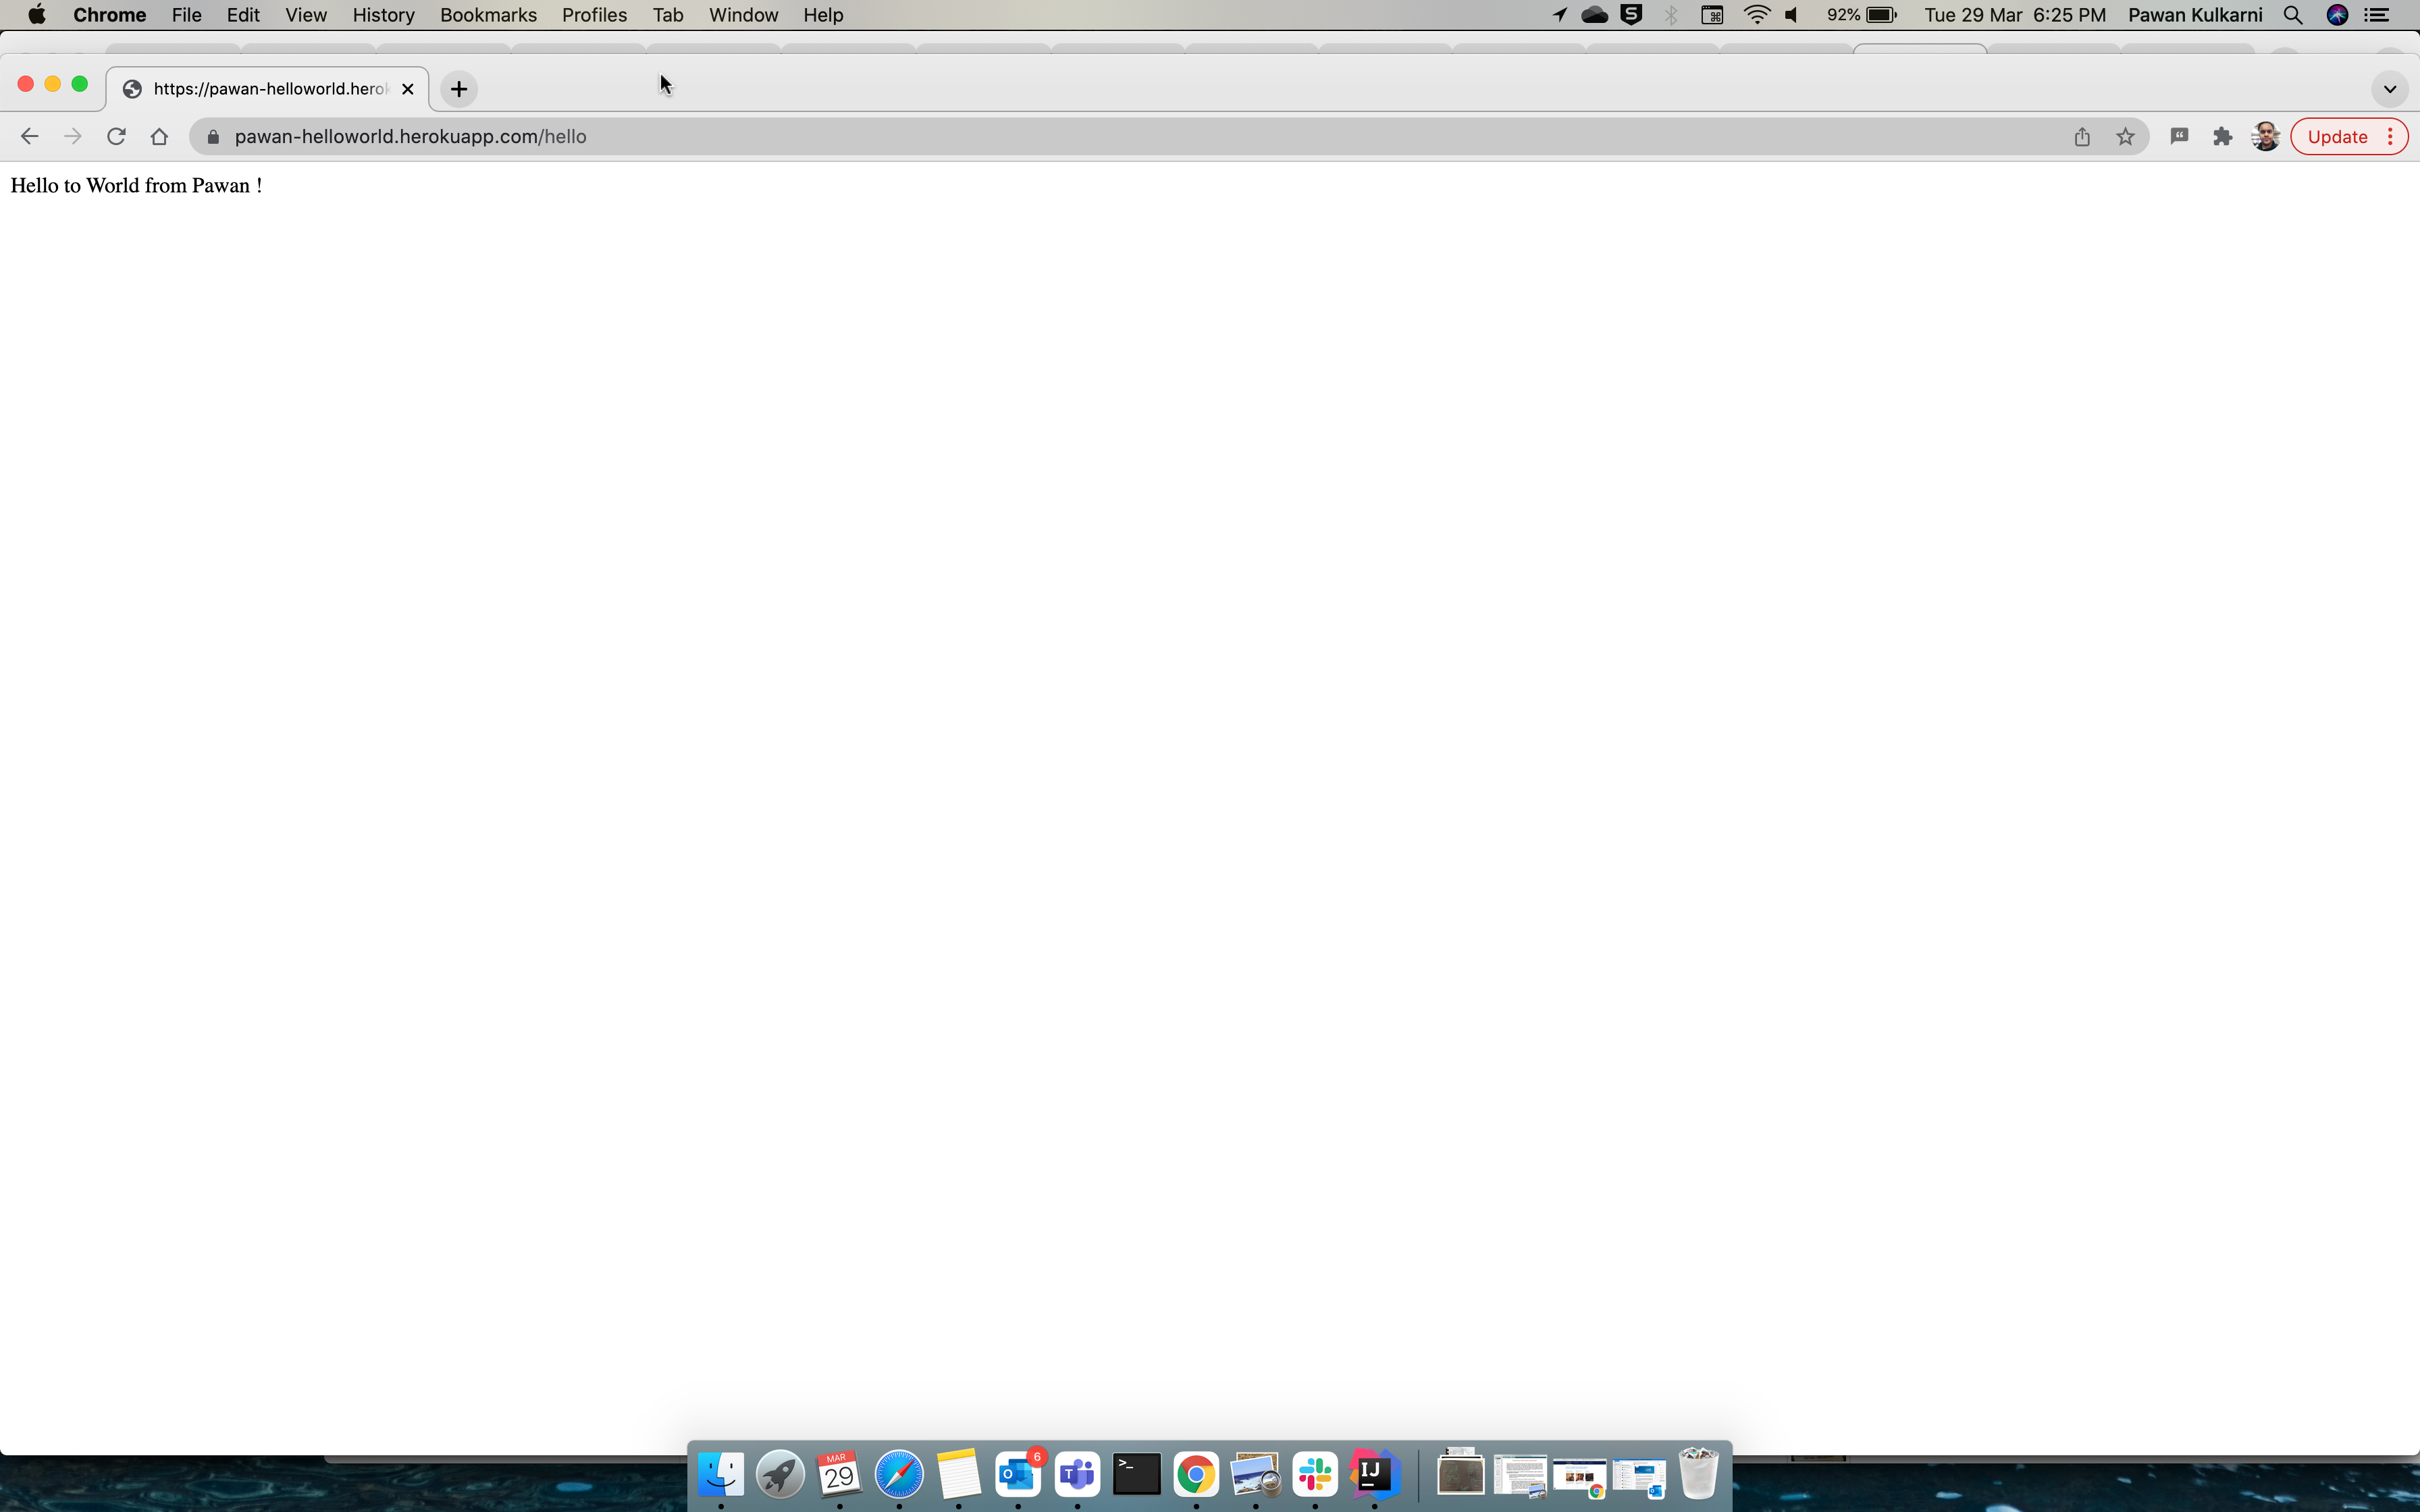 Chrome File Edit View History Bookmarks Profiles Tab Window Help 92% Tue 29 Mar 6:25 PM Pawan Kulkarni
https://pawan-helloworld.herok
pawan-helloworld.herokuapp.com/hello Update
Hello to World from Pawan !
MAR
29
6